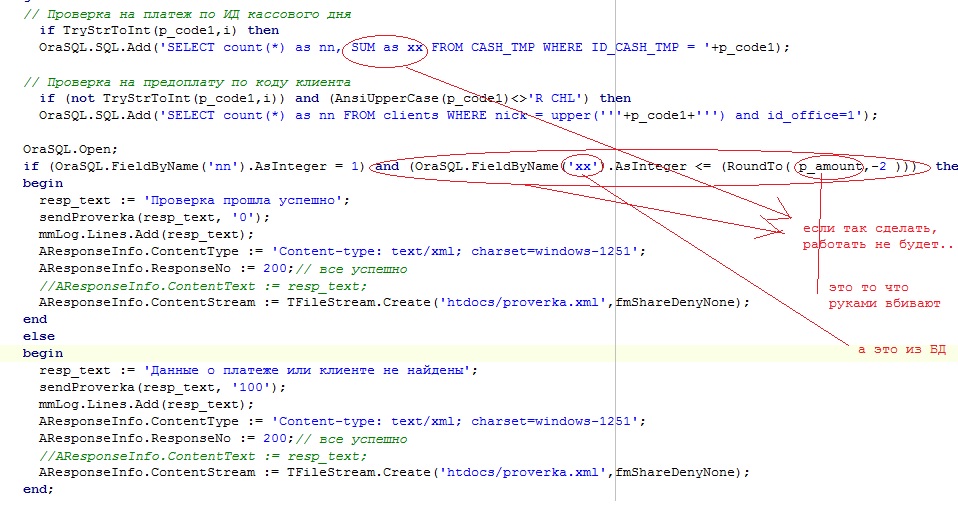 // Проверка на платеж по ИД кассового дня
if TryStrToInt(p_code1,i) then
OraSQL.SQL.Add('SELECT count(*) as nn, SUM as xx FROM CASH_TMP WHERE ID_CASH_TMP = '+p_code1);
// Проверка на предоплату по коду клиента
if (not TryStrToInt(p_code1,i)) and (AnsiUpperCase(p_code1)<>'R CHL') then
OraSQL.SQL.Add('SELECT count(*) as nn FROM clients WHERE nick = upper('''+p_code1+''') and id_office=1');
OraSQL.Open;
if (OraSQL.FieldByName('nn').AsInteger = 1) and (OraSQL.FieldByName('xx').AsInteger <= (RoundTo( p_amount,-2 ))) the
begin
resp_text := 'Проверка прошла успешно';
sendProverka(resp_text, '0');
mmLog.Lines.Add(resp_text);
AResponseInfo.ContentType := 'Content-type: text/xml; charset=windows-1251';
AResponseInfo.ResponseNo := 200;// все успешно
//AResponseInfo.ContentText := resp_text;
AResponseInfo.ContentStream := TFileStream.Create('htdocs/proverka.xml',fmShareDenyNone);
end
else
begin
resp_text := 'Данные о платеже или клиенте не найдены';
sendProverka(resp_text, '100');
mmLog.Lines.Add(resp_text);
AResponseInfo.ContentType := 'Content-type: text/xml; charset=windows-1251';
AResponseInfo.ResponseNo := 200;// все успешно
//AResponseInfo.ContentText := resp_text;
AResponseInfo.ContentStream := TFileStream.Create('htdocs/proverka.xml',fmShareDenyNone);
end;
если так сделать,
работать не будет..
это то что
руками вбивают
а это из БД